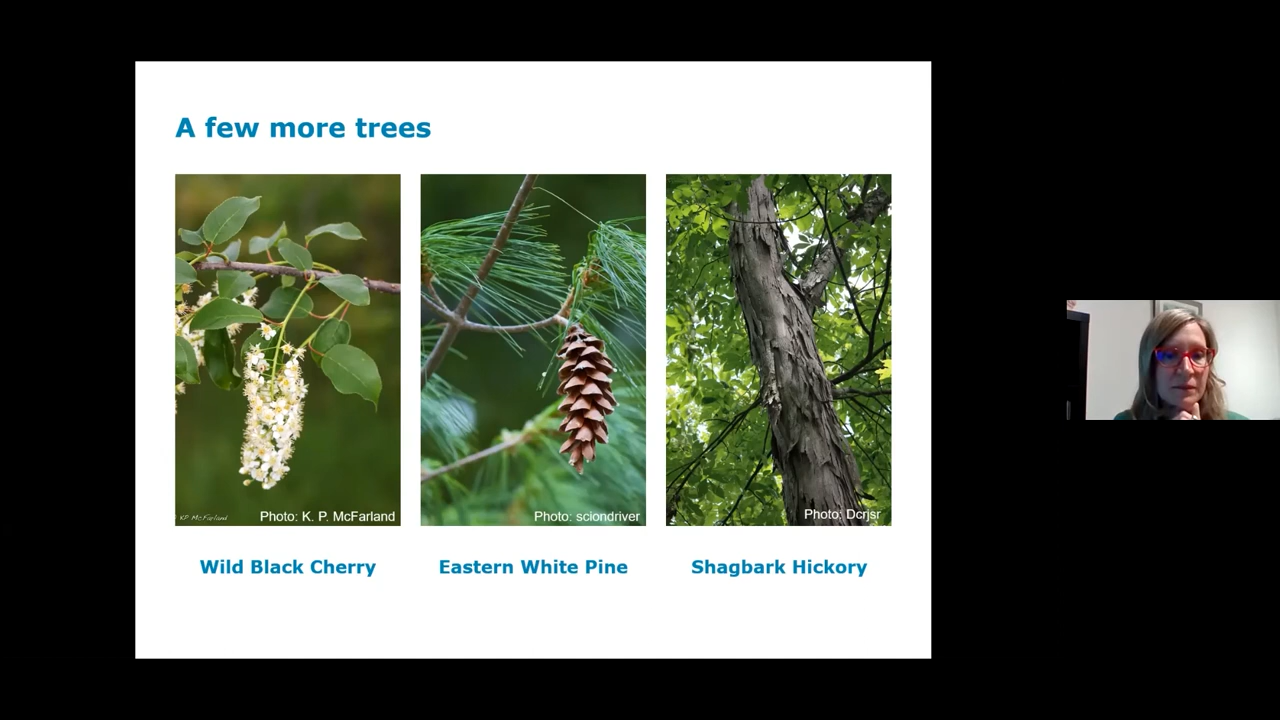 A few more trees
KP McFarland
Photo: K. P. McFarland
Photo: sciondriver
Photo: Dcrjsr
Wild Black Cherry
Eastern White Pine
Shagbark Hickory